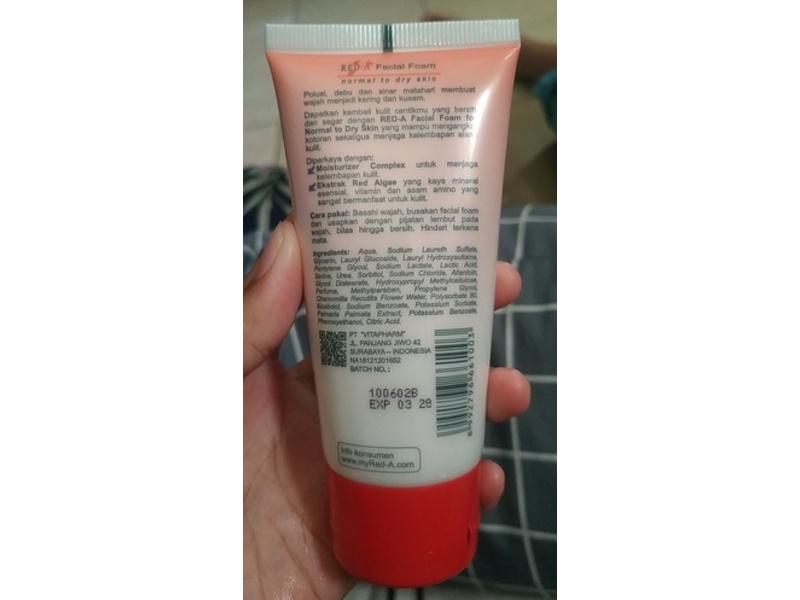 RED-A Facial Foam
normal to dry skin
Polusi, debu dan sinar matahari membuat
wajah menjadi kering dan kusam.
Dapatkan kembali kulit cantikmu yang bersih
dan segar dengan RED-A Facial Foam for
Normal to Dry Skin yang mampu mengangkat
kotoran sekaligus menjaga kelembapan alami
kulit.
Diperkaya dengan:
Moisturizer Complex untuk menjaga
kelembapan kulit.
Ekstrak Red Algae yang kaya mineral
esensial, vitamin dan asam amino yang
sangat bermanfaat untuk kulit.
Cara pakai: Basahi wajah, busakan facial foam
dan usapkan dengan pijatan lembut pada
wajah, bilas hingga bersih. Hindari terkena
mata.
Ingredients: Aqua, Sodium Laureth Sulfate,
Glycerin, Lauryl Glucoside, Lauryl Hydroxysultaine,
Pentylene Glycol, Sodium Lactate, Lactic Acid,
Serine, Urea, Sorbitol, Sodium Chloride, Allantoin,
Glycol Distearate, Hydroxypropyl Methylcellulose,
Perfume, Methylparaben, Propylene Glycol,
Chamomilla Recutita Flower Water, Polysorbate 80,
Bisabolol, Sodium Benzoate, Potassium Sorbate,
Palmaria Palmata Extract, Potassium Benzoate,
Phenoxyethanol, Citric Acid.
PT "VITAPHARM"
JL. PANJANG JIWO 42
SURABAYA – INDONESIA
NA18121201652
BATCH NO. :
100602B
EXP 03 28
8 992796 661003
Info konsumen
www.myRed-A.com